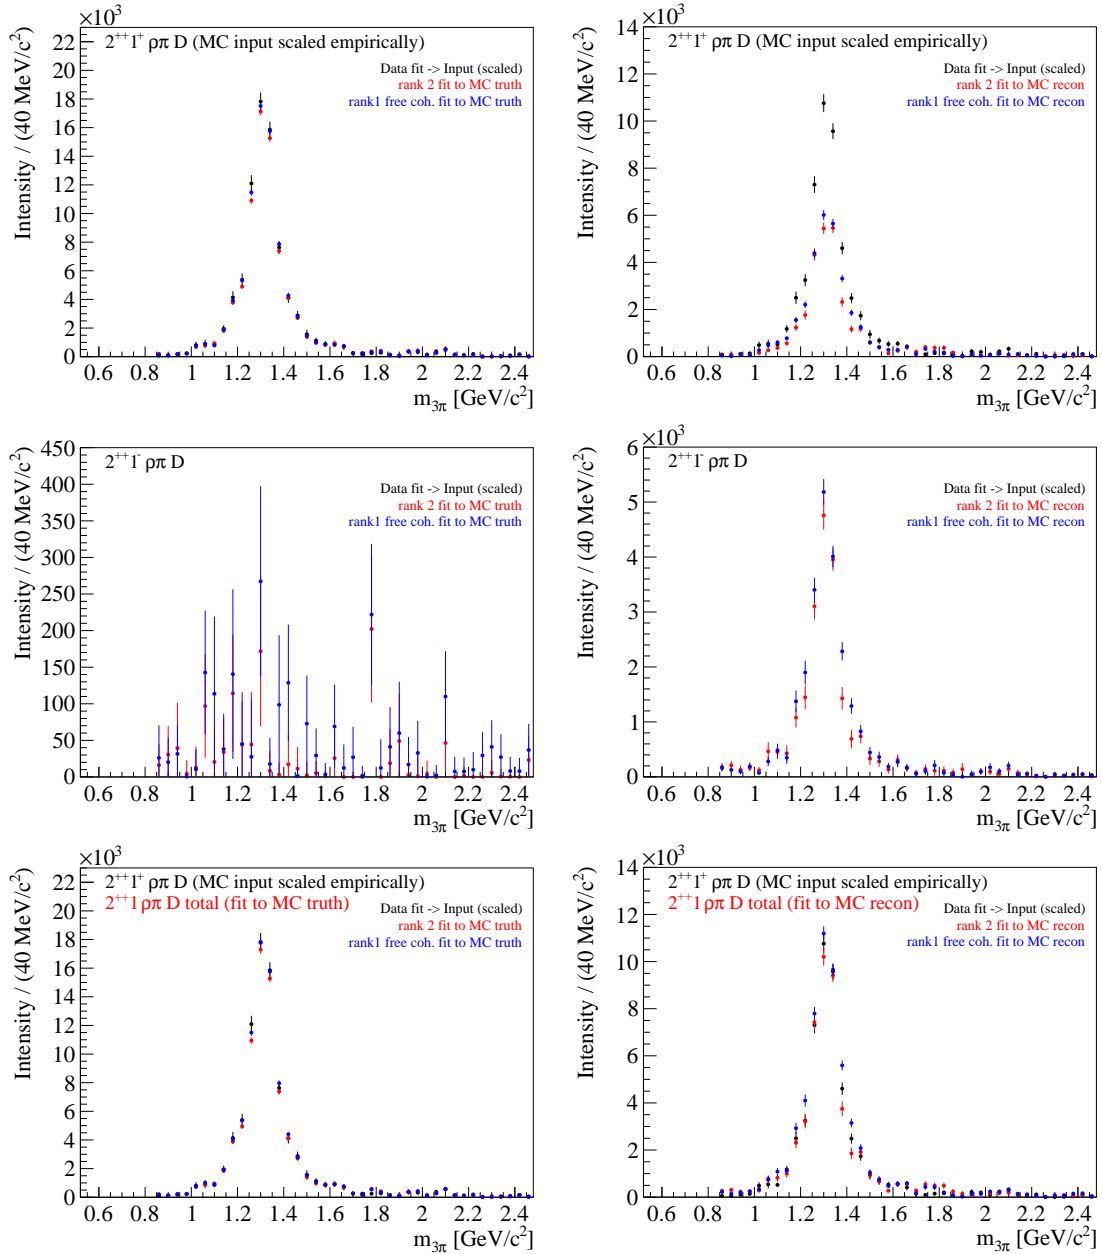 ×10³
2⁺⁺1⁺ ρπ D (MC input scaled empirically)
Data fit -> Input (scaled)
rank 2 fit to MC truth
rank1 free coh. fit to MC truth
Intensity / (40 MeV/c²)
22
20
18
16
14
12
10
8
6
4
2
0
0.6 0.8 1 1.2 1.4 1.6 1.8 2 2.2 2.4
m₃π [GeV/c²]
×10³
2⁺⁺1⁺ ρπ D (MC input scaled empirically)
Data fit -> Input (scaled)
rank 2 fit to MC recon
rank1 free coh. fit to MC recon
Intensity / (40 MeV/c²)
14
12
10
8
6
4
2
0
0.6 0.8 1 1.2 1.4 1.6 1.8 2 2.2 2.4
m₃π [GeV/c²]
2⁺⁺1⁻ ρπ D
Data fit -> Input (scaled)
rank 2 fit to MC truth
rank1 free coh. fit to MC truth
Intensity / (40 MeV/c²)
450
400
350
300
250
200
150
100
50
0
0.6 0.8 1 1.2 1.4 1.6 1.8 2 2.2 2.4
m₃π [GeV/c²]
×10³
2⁺⁺1⁻ ρπ D
Data fit -> Input (scaled)
rank 2 fit to MC recon
rank1 free coh. fit to MC recon
Intensity / (40 MeV/c²)
6
5
4
3
2
1
0
0.6 0.8 1 1.2 1.4 1.6 1.8 2 2.2 2.4
m₃π [GeV/c²]
×10³
2⁺⁺1⁺ ρπ D (MC input scaled empirically)
2⁺⁺1 ρπ D total (fit to MC truth)
Data fit -> Input (scaled)
rank 2 fit to MC truth
rank1 free coh. fit to MC truth
Intensity / (40 MeV/c²)
22
20
18
16
14
12
10
8
6
4
2
0
0.6 0.8 1 1.2 1.4 1.6 1.8 2 2.2 2.4
m₃π [GeV/c²]
×10³
2⁺⁺1⁺ ρπ D (MC input scaled empirically)
2⁺⁺1 ρπ D total (fit to MC recon)
Data fit -> Input (scaled)
rank 2 fit to MC recon
rank1 free coh. fit to MC recon
Intensity / (40 MeV/c²)
14
12
10
8
6
4
2
0
0.6 0.8 1 1.2 1.4 1.6 1.8 2 2.2 2.4
m₃π [GeV/c²]